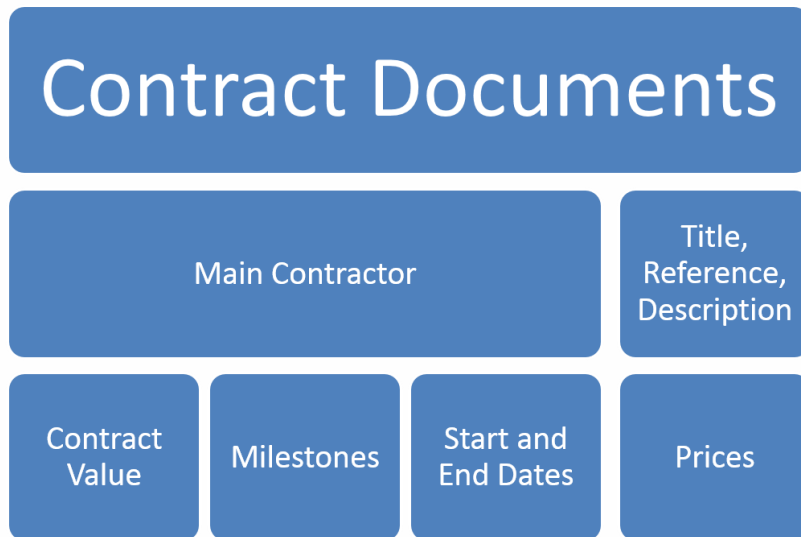 Contract Documents
Main Contractor
Title,
Reference,
Description
Contract
Value
Milestones
Start and
End Dates
Prices